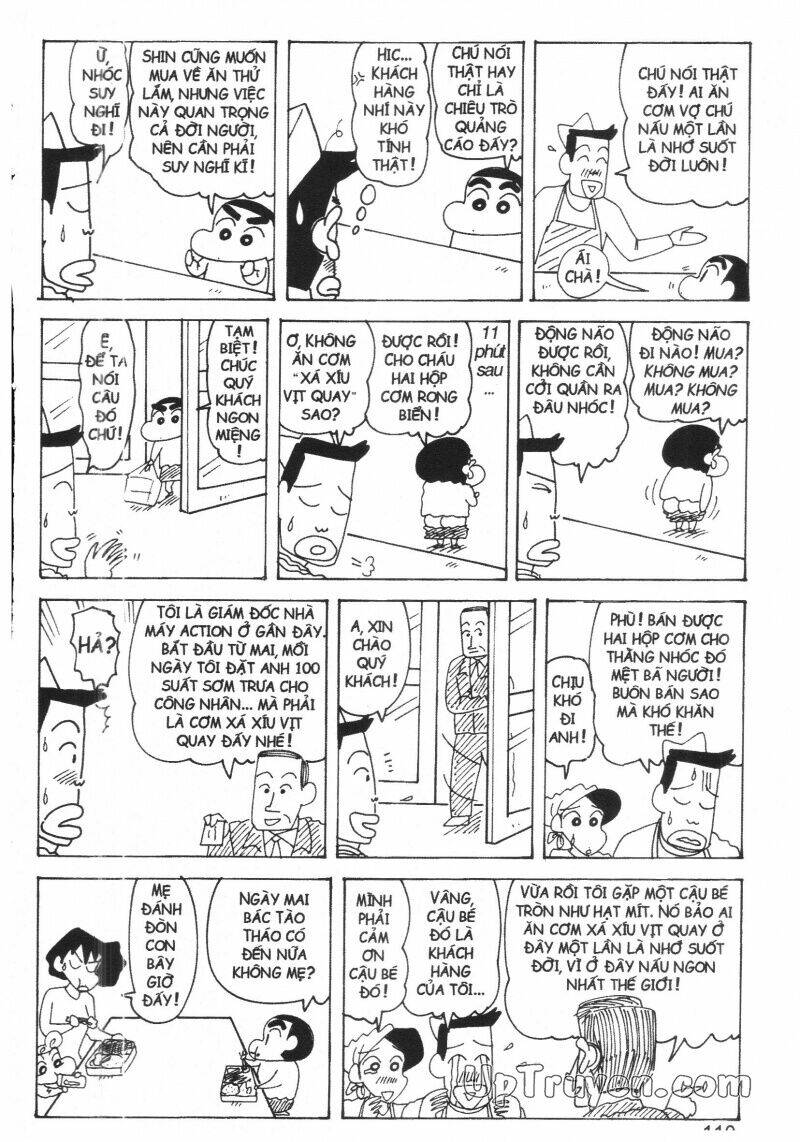 CHÚ NÓI THẬT
ĐẤY! AI ĂN
CƠM VỢ CHÚ
NẤU MỘT LẦN
LÀ NHỚ SUỐT
ĐỜI LUÔN!
ÁI
CHÀ!
CHÚ NÓI
THẬT HAY
CHỈ LÀ
CHIÊU TRÒ
QUẢNG
CÁO ĐẤY?
HIC...
KHÁCH
HÀNG
NHÍ NÀY
KHÓ
TÍNH
THẬT!
SHIN CŨNG MUỐN
MUA VỀ ĂN THỬ
LẮM, NHƯNG VIỆC
NÀY QUAN TRỌNG
CẢ ĐỜI NGƯỜI,
NÊN CẦN PHẢI
SUY NGHĨ KĨ!
Ừ,
NHÓC
SUY
NGHĨ
ĐI!
ĐỘNG NÃO
ĐI NÀO! MUA?
KHÔNG MUA?
MUA? KHÔNG
MUA?
ĐỘNG NÃO
ĐƯỢC RỒI,
KHÔNG CẦN
CỞI QUẦN RA
ĐÂU NHÓC!
11
phút
sau
...
ĐƯỢC RỒI!
CHO CHÁU
HAI HỘP
CƠM RONG
BIỂN!
Ơ, KHÔNG
ĂN CƠM
"XÁ XÍU
VỊT QUAY"
SAO?
TẠM
BIỆT!
CHÚC
QUÝ
KHÁCH
NGON
MIỆNG!
Ê,
ĐỂ TA
NÓI
CÂU
ĐÓ
CHỨ!
PHÙ! BÁN ĐƯỢC
HAI HỘP CƠM CHO
THẰNG NHÓC ĐÓ
MỆT BÁ NGƯỜI!
BUÔN BÁN SAO
MÀ KHÓ KHĂN
THẾ!
CHỊU
KHÓ
ĐI
ANH!
A, XIN
CHÀO
QUÝ
KHÁCH!
TÔI LÀ GIÁM ĐỐC NHÀ
MÁY ACTION Ở GẦN ĐÂY.
BẮT ĐẦU TỪ MAI, MỖI
NGÀY TÔI ĐẶT ANH 100
SUẤT SƠM TRƯA CHO
CÔNG NHÂN... MÀ PHẢI
LÀ CƠM XÁ XÍU VỊT
QUAY ĐẤY NHÉ!
HẢ?
VỪA RỒI TÔI GẶP MỘT CẬU BÉ
TRÒN NHƯ HẠT MÍT. NÓ BẢO AI
ĂN CƠM XÁ XÍU VỊT QUAY Ở
ĐÂY MỘT LẦN LÀ NHỚ SUỐT
ĐỜI, VÌ Ở ĐÂY NẤU NGON
NHẤT THẾ GIỚI!
VÂNG,
CẬU BÉ
ĐÓ LÀ
KHÁCH
HÀNG
CỦA TÔI...
MÌNH
PHẢI
CẢM
ƠN
CẬU BÉ
ĐÓ!
NGÀY MAI
BÁC TÀO
THÁO CÓ
ĐẾN NỮA
KHÔNG MẸ?
MẸ
ĐÁNH
ĐÒN
CON
BÂY
GIỜ
ĐẤY!
UpTruyen.com